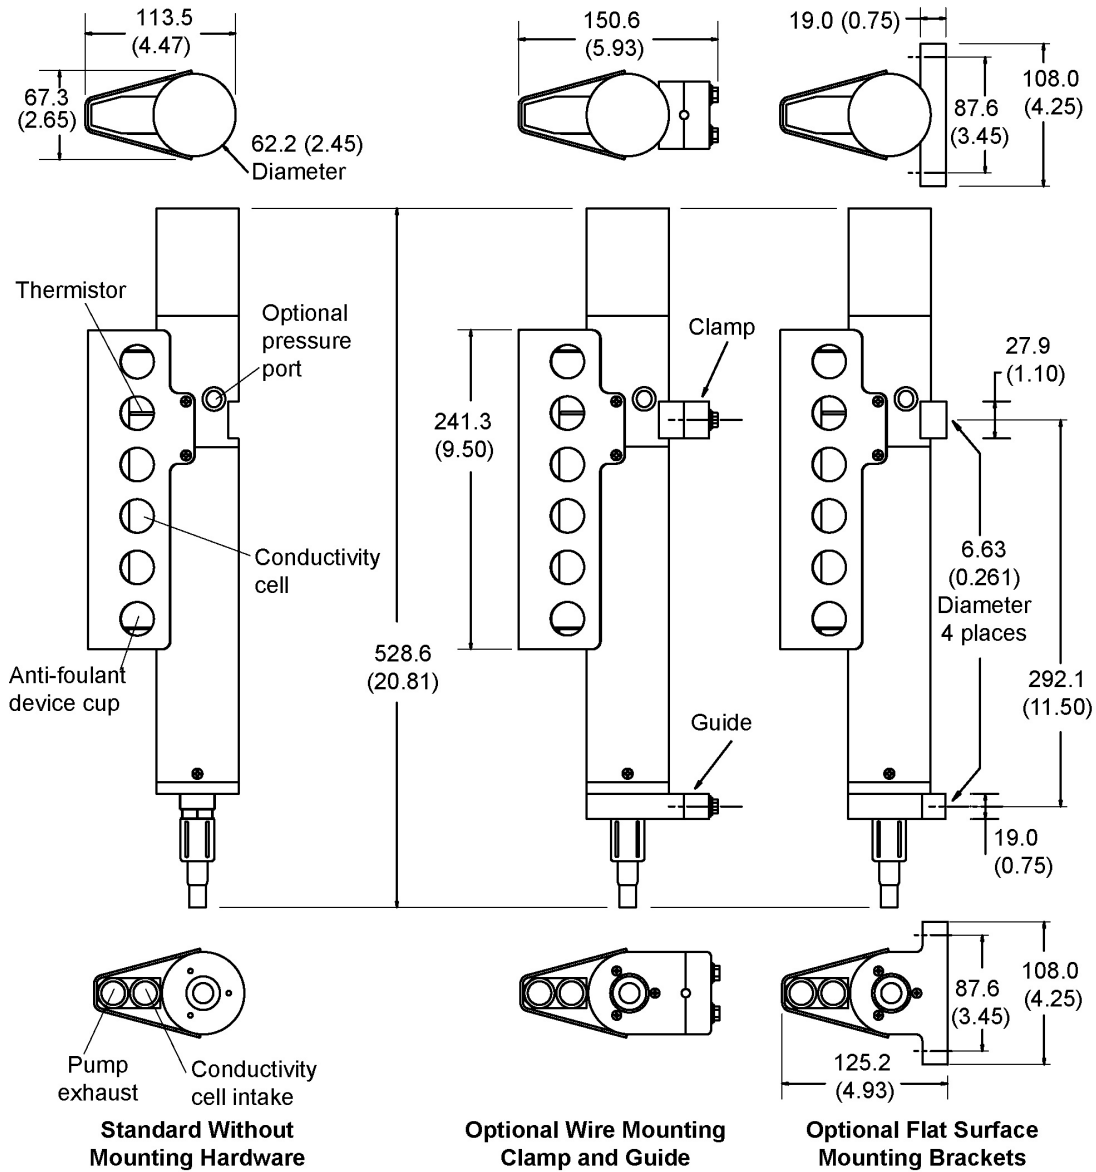 113.5
(4.47)
67.3
(2.65)
62.2 (2.45)
Diameter
150.6
(5.93)
19.0 (0.75)
108.0
(4.25)
87.6
(3.45)
Thermistor
Optional
pressure
port
Conductivity
cell
Anti-foulant
device cup
528.6
(20.81)
241.3
(9.50)
Clamp
Guide
27.9
(1.10)
6.63
(0.261)
Diameter
4 places
292.1
(11.50)
19.0
(0.75)
Pump
exhaust
Conductivity
cell intake
87.6
(3.45)
108.0
(4.25)
125.2
(4.93)
Standard Without
Mounting Hardware
Optional Wire Mounting
Clamp and Guide
Optional Flat Surface
Mounting Brackets